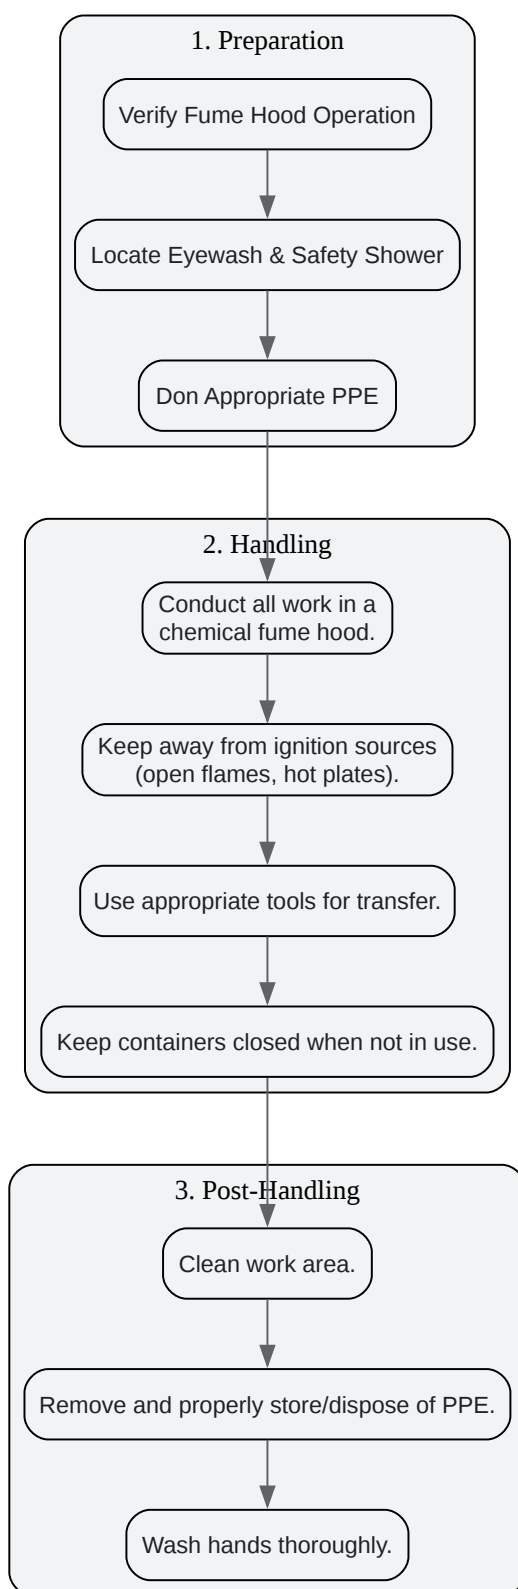 1. Preparation
Verify Fume Hood Operation
Locate Eyewash & Safety Shower
Don Appropriate PPE
2. Handling
Conduct all work in a
chemical fume hood.
Keep away from ignition sources
(open flames, hot plates).
Use appropriate tools for transfer.
Keep containers closed when not in use.
3. Post-Handling
Clean work area.
Remove and properly store/dispose of PPE.
Wash hands thoroughly.